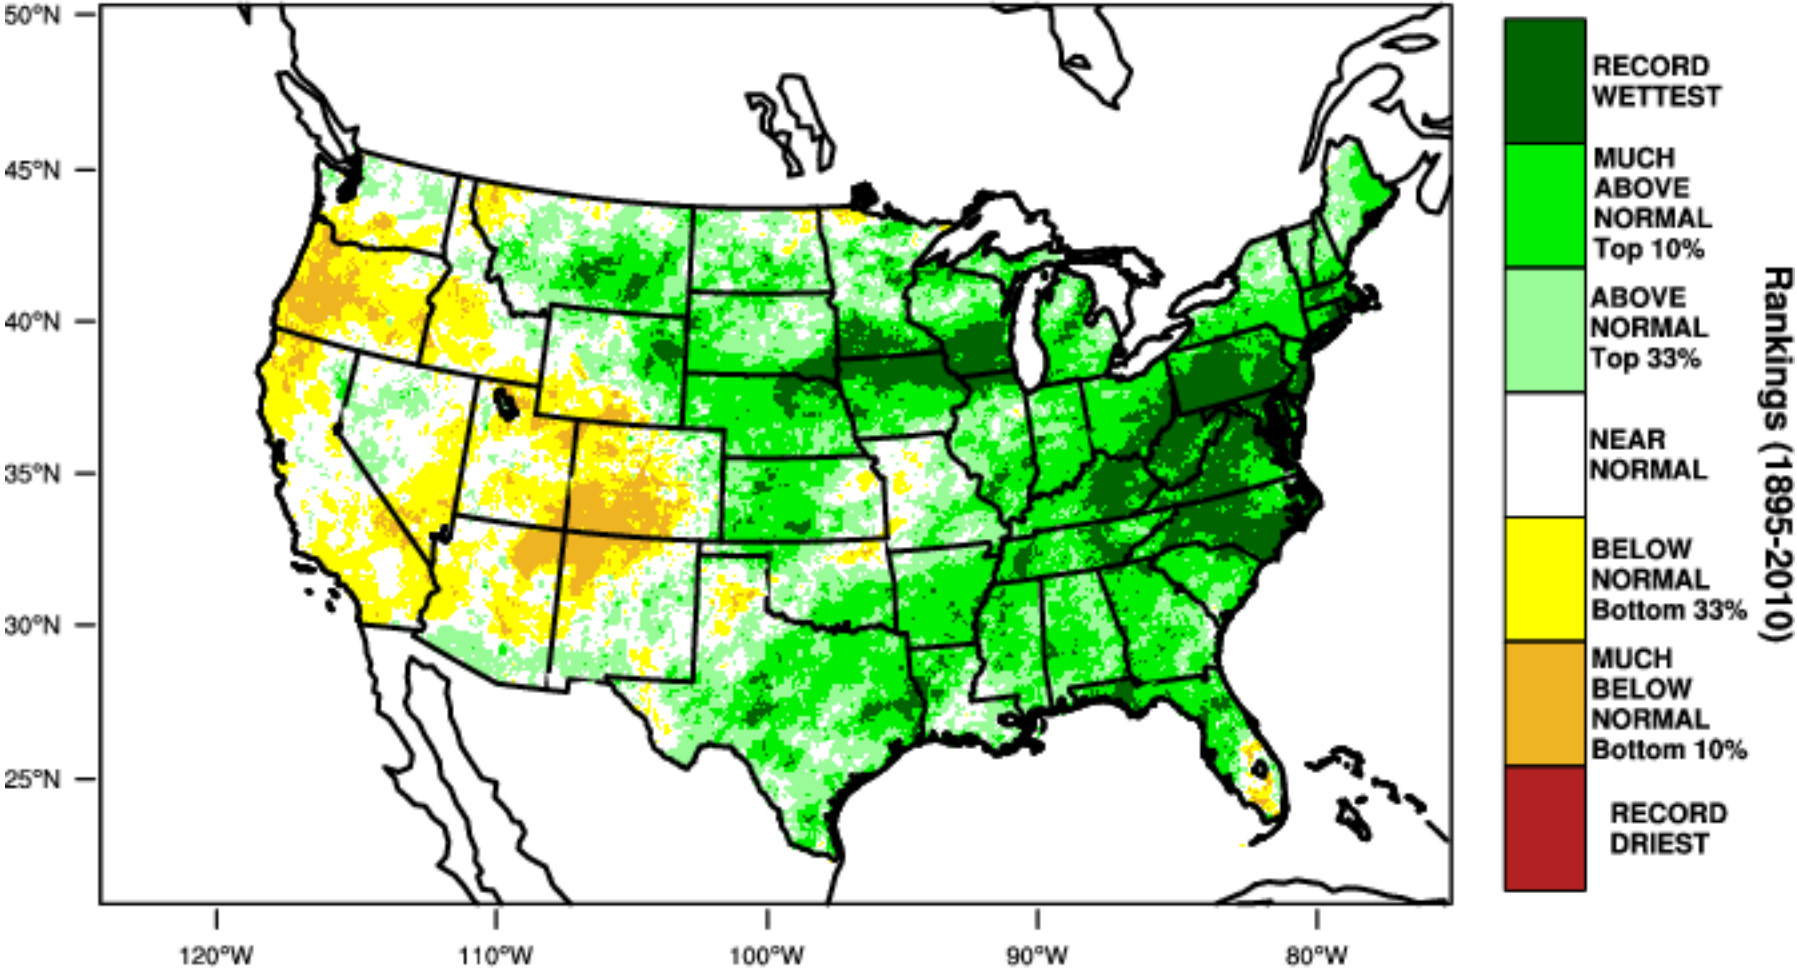 50°N
45°N
40°N
35°N
30°N
25°N
120°W
110°W
100°W
90°W
80°W
RECORD
WETTEST
MUCH
ABOVE
NORMAL
Top 10%
ABOVE
NORMAL
Top 33%
NEAR
NORMAL
BELOW
NORMAL
Bottom 33%
MUCH
BELOW
NORMAL
Bottom 10%
RECORD
DRIEST
Rankings (1895-2010)